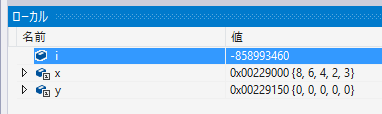 ローカル
名前 値
i -858993460
x 0x00229000 {8, 6, 4, 2, 3}
y 0x00229150 {0, 0, 0, 0, 0}